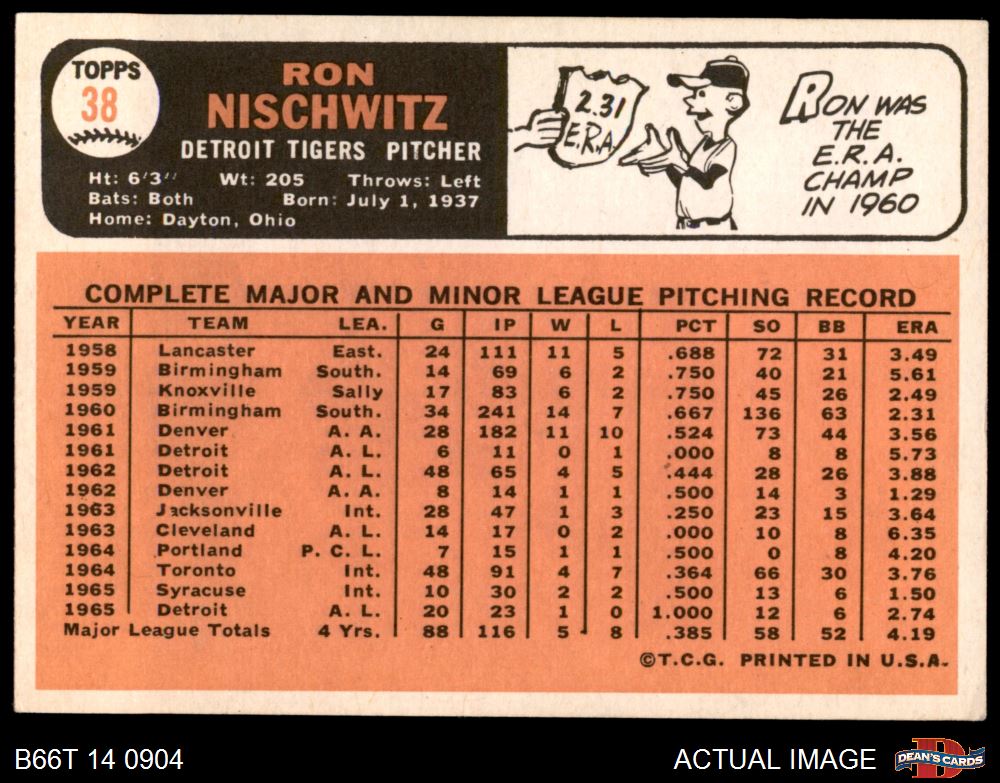 TOPPS
38
RON
NISCHWITZ
DETROIT TIGERS PITCHER
Ht: 6'3" Wt: 205 Throws: Left
Bats: Both Born: July 1, 1937
Home: Dayton, Ohio
2.31
E.R.A.
RON WAS
THE
E.R.A.
CHAMP
IN 1960
COMPLETE MAJOR AND MINOR LEAGUE PITCHING RECORD
YEAR TEAM LEA. G IP W L PCT SO BB ERA
1958 Lancaster East. 24 111 11 5 .688 72 31 3.49
1959 Birmingham South. 14 69 6 2 .750 40 21 5.61
1959 Knoxville Sally 17 83 6 2 .750 45 26 2.49
1960 Birmingham South. 34 241 14 7 .667 136 63 2.31
1961 Denver A. A. 28 182 11 10 .524 73 44 3.56
1961 Detroit A. L. 6 11 0 1 .000 8 8 5.73
1962 Detroit A. L. 48 65 4 5 .444 28 26 3.88
1962 Denver A. A. 8 14 1 1 .500 14 3 1.29
1963 Jacksonville Int. 28 47 1 3 .250 23 15 3.64
1963 Cleveland A. L. 14 17 0 2 .000 10 8 6.35
1964 Portland P. C. L. 7 15 1 1 .500 0 8 4.20
1964 Toronto Int. 48 91 4 7 .364 66 30 3.76
1965 Syracuse Int. 10 30 2 2 .500 13 6 1.50
1965 Detroit A. L. 20 23 1 0 1.000 12 6 2.74
Major League Totals 4 Yrs. 88 116 5 8 .385 58 52 4.19
©T.C.G. PRINTED IN U.S.A.
B66T 14 0904
ACTUAL IMAGE
DEAN'S CARDS